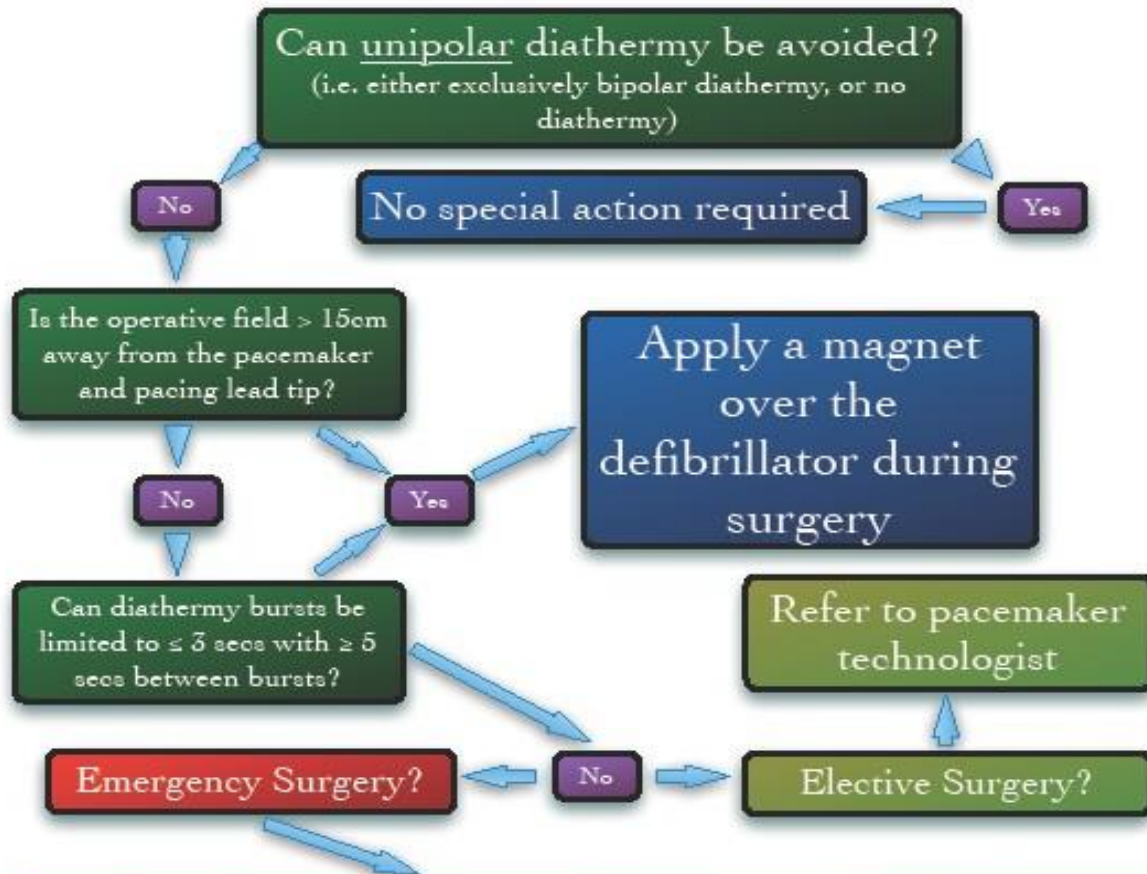 Can unipolar diathermy be avoided?
(i.e. either exclusively bipolar diathermy, or no
diathermy)
No
No special action required
Yes
Is the operative field > 15cm
away from the pacemaker
and pacing lead tip?
Apply a magnet
over the
defibrillator during
surgery
No
Yes
Can diathermy bursts be
limited to ≤ 3 secs with ≥ 5
secs between bursts?
Refer to pacemaker
technologist
Emergency Surgery?
No
Elective Surgery?